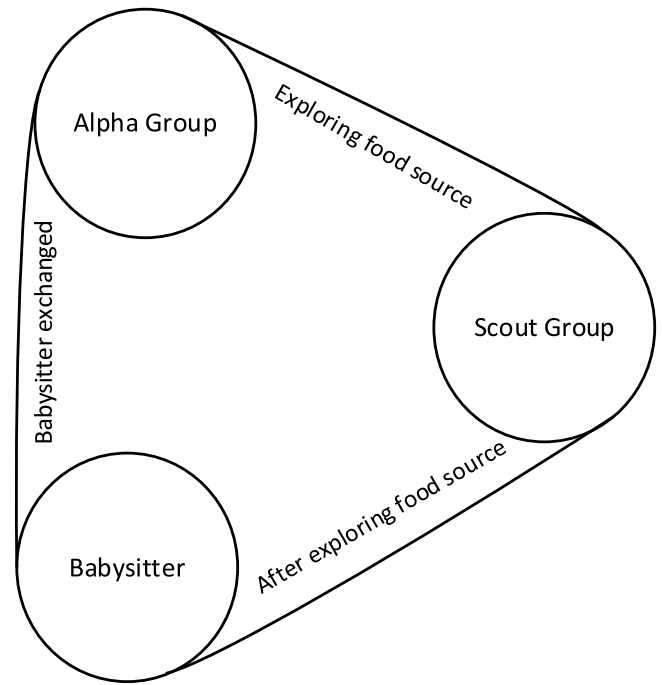 Alpha Group
Exploring food source
Scout Group
Babysitter exchanged
After exploring food source
Babysitter